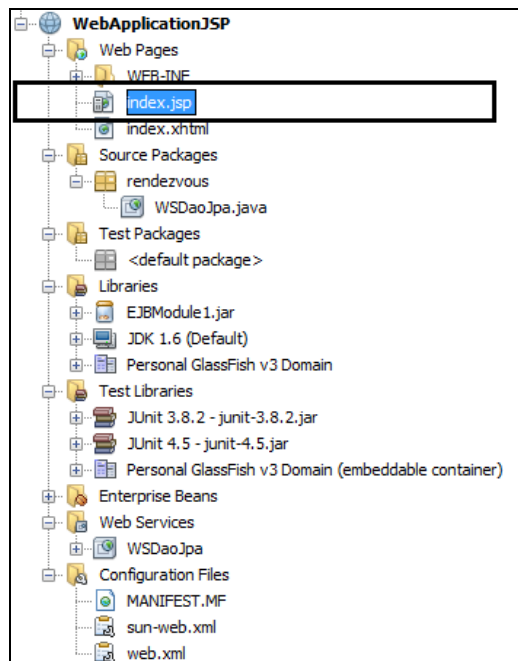 WebApplicationJSP
Web Pages
WEB-INF
index.jsp
index.xhtml
Source Packages
rendezvous
WSDaoJpa.java
Test Packages
<default package>
Libraries
EJBModule1.jar
JDK 1.6 (Default)
Personal GlassFish v3 Domain
Test Libraries
JUnit 3.8.2 - junit-3.8.2.jar
JUnit 4.5 - junit-4.5.jar
Personal GlassFish v3 Domain (embeddable container)
Enterprise Beans
Web Services
WSDaoJpa
Configuration Files
MANIFEST.MF
sun-web.xml
web.xml